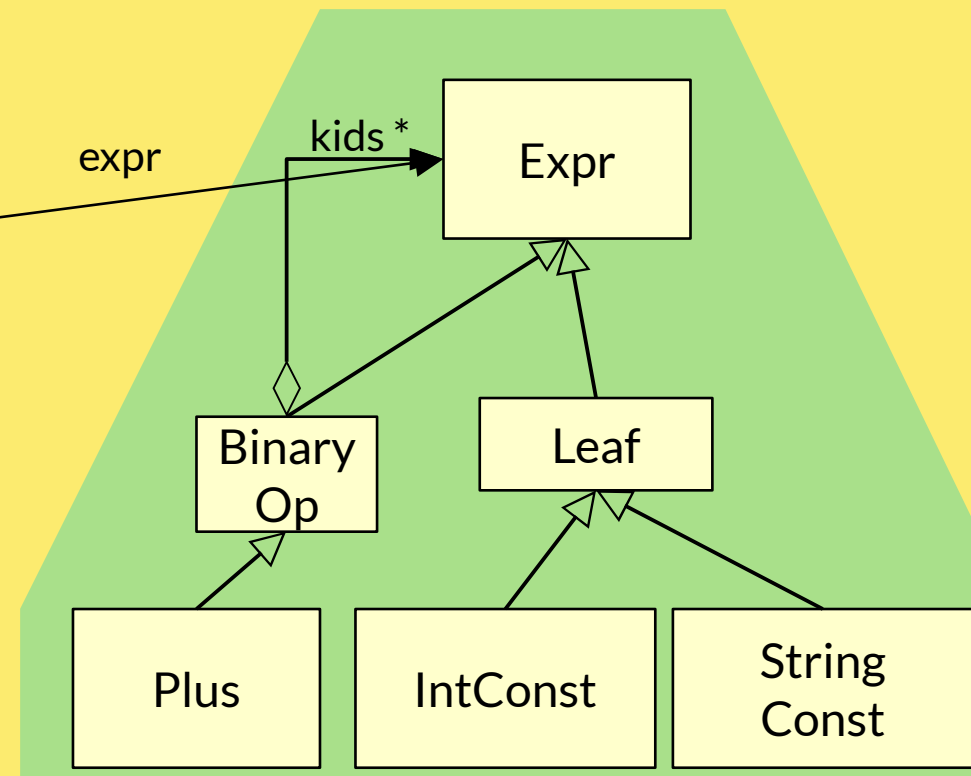 kids *
expr
Expr
Binary
Op
Leaf
Plus
IntConst
String
Const